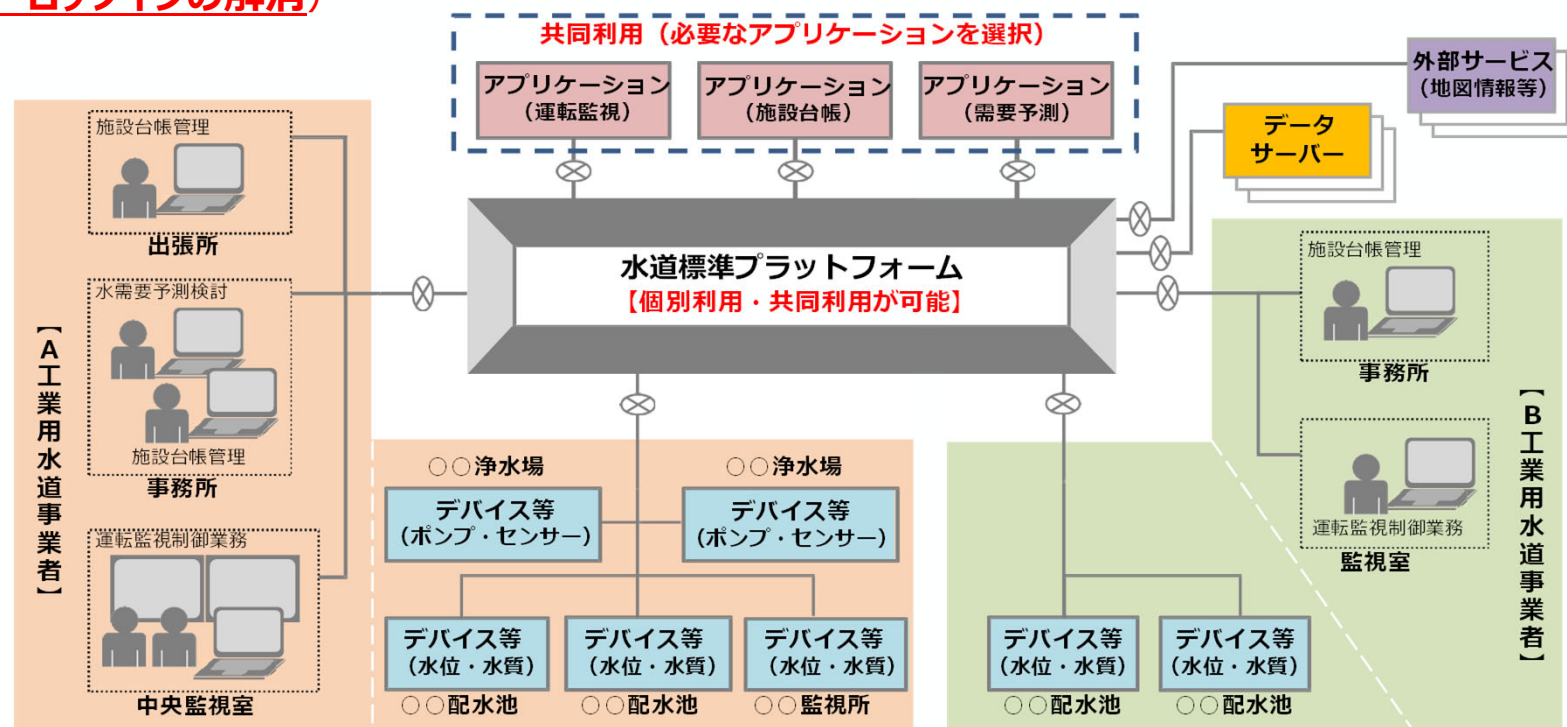 ロックインの解消）
共同利用（必要なアプリケーションを選択）
アプリケーション
（運転監視）
アプリケーション
（施設台帳）
アプリケーション
（需要予測）
外部サービス
（地図情報等）
データ
サーバー
水道標準プラットフォーム
【個別利用・共同利用が可能】
【A工業用水道事業者】
施設台帳管理
出張所
水需要予測検討
施設台帳管理
事務所
運転監視制御業務
中央監視室
○○浄水場
デバイス等
（ポンプ・センサー）
○○浄水場
デバイス等
（ポンプ・センサー）
デバイス等
（水位・水質）
○○配水池
デバイス等
（水位・水質）
○○配水池
デバイス等
（水位・水質）
○○監視所
デバイス等
（水位・水質）
○○配水池
デバイス等
（水位・水質）
○○配水池
施設台帳管理
事務所
運転監視制御業務
監視室
【B工業用水道事業者】